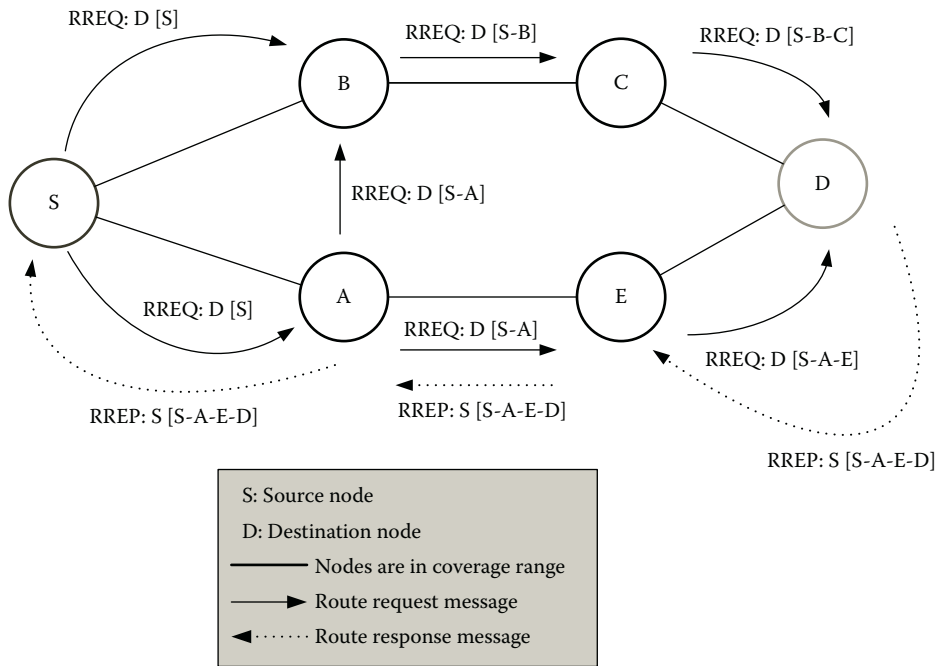 RREQ: D [S]
RREQ: D [S-B]
RREQ: D [S-B-C]
B
C
D
S
RREQ: D [S-A]
A
E
RREQ: D [S]
RREQ: D [S-A]
RREQ: D [S-A-E]
RREP: S [S-A-E-D]
RREP: S [S-A-E-D]
RREP: S [S-A-E-D]
S: Source node
D: Destination node
Nodes are in coverage range
Route request message
Route response message